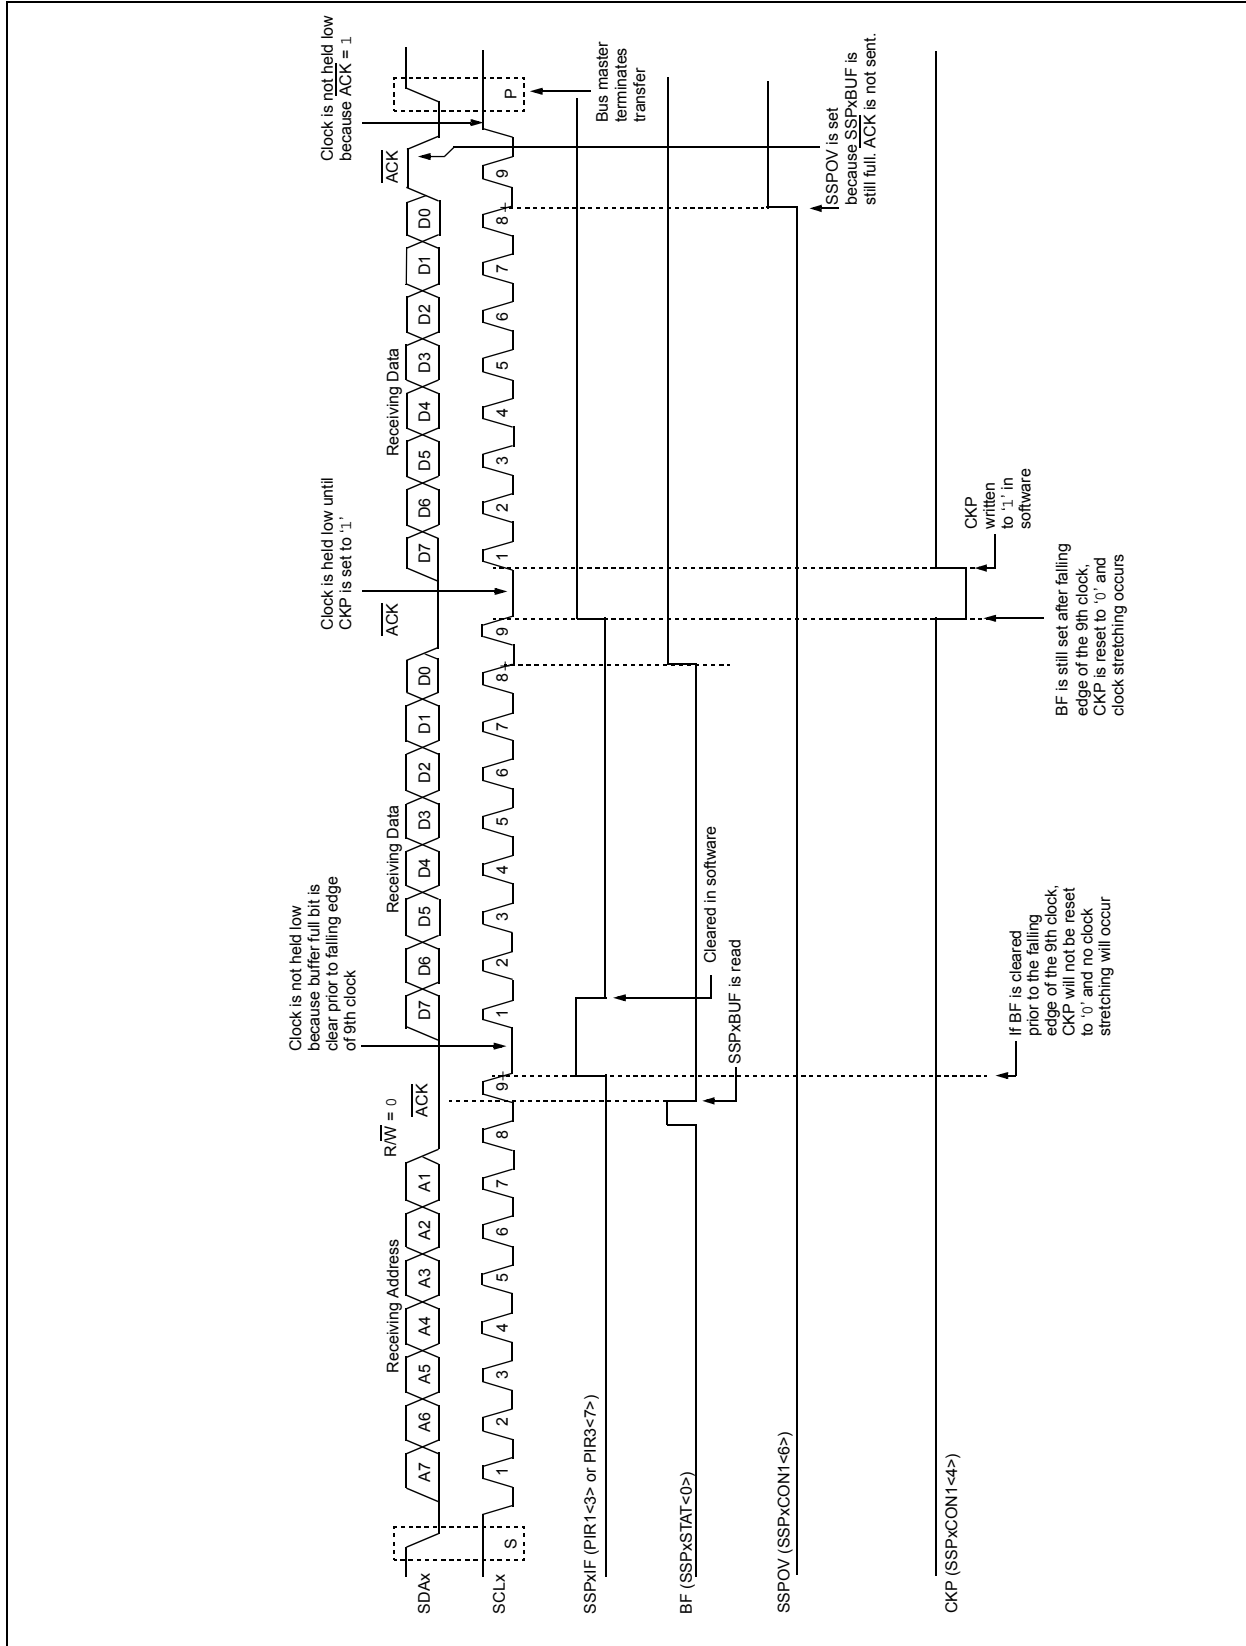 Clock is not held low
because ACK = 1
Clock is held low until
CKP is set to ‘1’
Clock is not held low
because buffer full bit is
clear prior to falling edge
of 9th clock
Receiving Address
R/W = 0
ACK
Receiving Data
ACK
Receiving Data
ACK
SDAx
A7 A6 A5 A4 A3 A2 A1
D7 D6 D5 D4 D3 D2 D1 D0
D7 D6 D5 D4 D3 D2 D1 D0
SCLx
S
1 2 3 4 5 6 7 8 9
1 2 3 4 5 6 7 8 9
1 2 3 4 5 6 7 8 9
P
SSPxIF (PIR1<3> or PIR3<7>)
Bus master
terminates
transfer
Cleared in software
BF (SSPxSTAT<0>)
SSPxBUF is read
SSPOV (SSPxCON1<6>)
SSPOV is set
because SSPxBUF is
still full. ACK is not sent.
CKP (SSPxCON1<4>)
CKP
written
to ‘1’ in
software
If BF is cleared
prior to the falling
edge of the 9th clock,
CKP will not be reset
to ‘0’ and no clock
stretching will occur
BF is still set after falling
edge of the 9th clock,
CKP is reset to ‘0’ and
clock stretching occurs